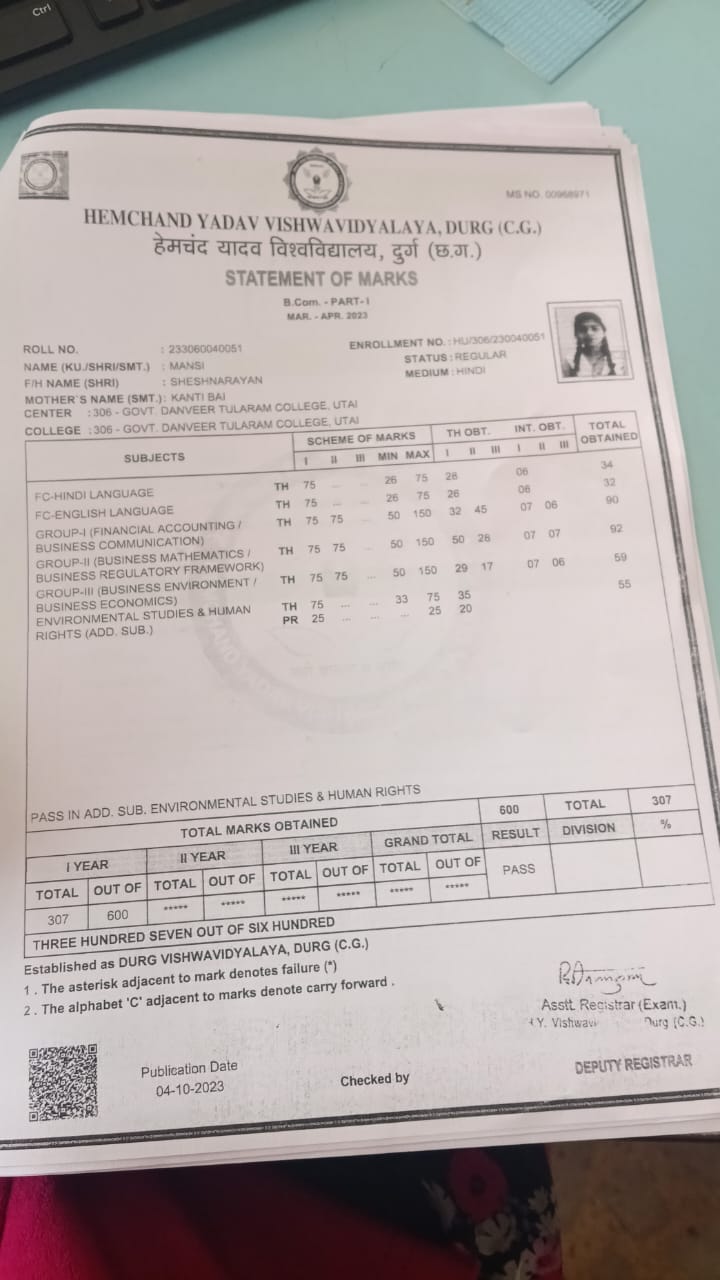 Ctrl
MS NO. 00968971
HEMCHAND YADAV VISHWAVIDYALAYA, DURG (C.G.)
हेमचंद यादव विश्वविद्यालय, दुर्ग (छ.ग.)
STATEMENT OF MARKS
B.Com. - PART-I
MAR. - APR. 2023
ROLL NO. : 233060040051 ENROLLMENT NO. : HU/306/230040051
NAME (KU./SHRI/SMT.) : MANSI STATUS : REGULAR
F/H NAME (SHRI) : SHESHNARAYAN MEDIUM : HINDI
MOTHER`S NAME (SMT.): KANTI BAI
CENTER : 306 - GOVT. DANVEER TULARAM COLLEGE, UTAI
COLLEGE : 306 - GOVT. DANVEER TULARAM COLLEGE, UTAI
SUBJECTS SCHEME OF MARKS TH OBT. INT. OBT. TOTAL OBTAINED
I II III MIN MAX I II III I II III
FC-HINDI LANGUAGE TH 75 ... ... 26 75 28 06 34
FC-ENGLISH LANGUAGE TH 75 ... ... 26 75 26 06 32
GROUP-I (FINANCIAL ACCOUNTING / TH 75 75 ... 50 150 32 45 07 06 90
BUSINESS COMMUNICATION)
GROUP-II (BUSINESS MATHEMATICS / TH 75 75 ... 50 150 50 28 07 07 92
BUSINESS REGULATORY FRAMEWORK)
GROUP-III (BUSINESS ENVIRONMENT / TH 75 75 ... 50 150 29 17 07 06 59
BUSINESS ECONOMICS)
ENVIRONMENTAL STUDIES & HUMAN TH 75 ... ... 33 75 35 55
RIGHTS (ADD. SUB.) PR 25 ... ... ... 25 20
PASS IN ADD. SUB. ENVIRONMENTAL STUDIES & HUMAN RIGHTS
TOTAL MARKS OBTAINED 600 TOTAL 307
I YEAR II YEAR III YEAR GRAND TOTAL RESULT DIVISION %
TOTAL OUT OF TOTAL OUT OF TOTAL OUT OF TOTAL OUT OF PASS
307 600 ***** ***** ***** ***** ***** *****
THREE HUNDRED SEVEN OUT OF SIX HUNDRED
Established as DURG VISHWAVIDYALAYA, DURG (C.G.)
1 . The asterisk adjacent to mark denotes failure (*)
2 . The alphabet 'C' adjacent to marks denote carry forward .
Asstt. Registrar (Exam.)
Y. Vishwavi Durg (C.G.)
Publication Date
04-10-2023
Checked by
DEPUTY REGISTRAR